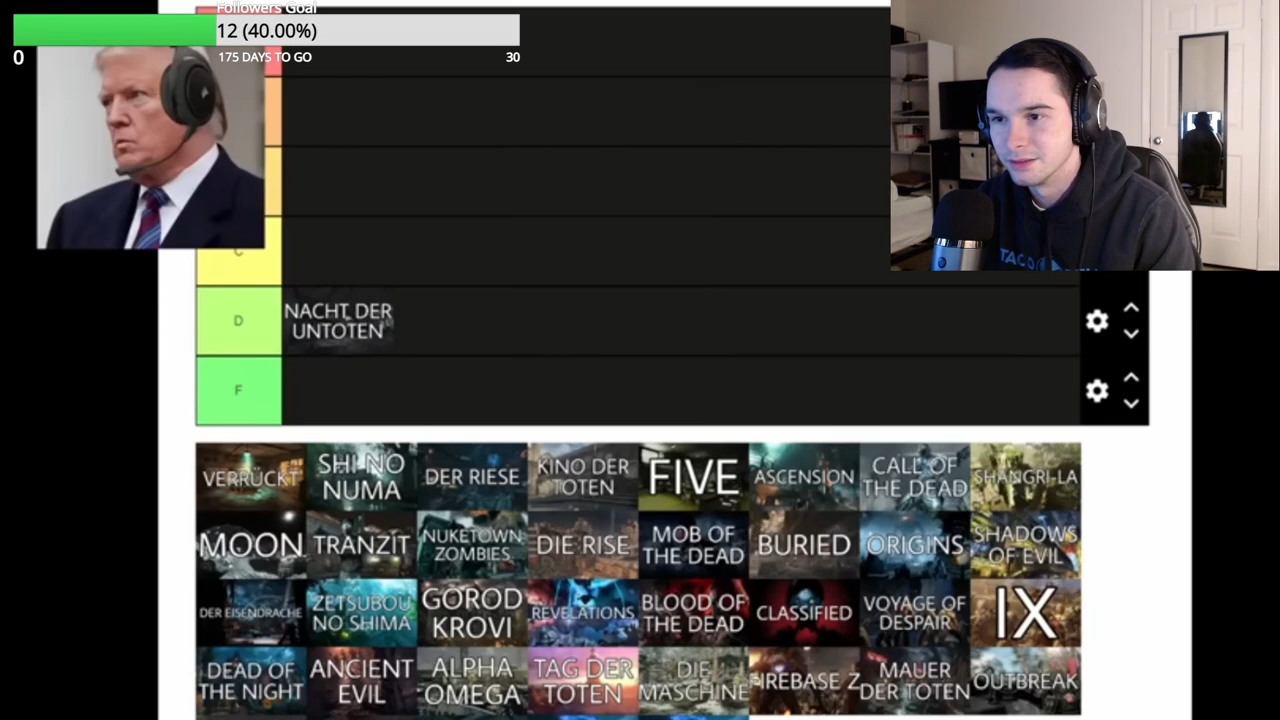 Followers Goal
12 (40.00%)
0
175 DAYS TO GO
30
C
D
NACHT DER
UNTOTEN
F
VERRÜCKT
SHI NO
NUMA
DER RIESE
KINO DER
TOTEN
FIVE
ASCENSION
CALL OF
THE DEAD
SHANGRI-LA
MOON
TRANZIT
NUKETOWN
ZOMBIES
DIE RISE
MOB OF
THE DEAD
BURIED
ORIGINS
SHADOWS
OF EVIL
DER EISENDRACHE
ZETSUBOU
NO SHIMA
GOROD
KROVI
REVELATIONS
BLOOD OF
THE DEAD
CLASSIFIED
VOYAGE OF
DESPAIR
IX
DEAD OF
THE NIGHT
ANCIENT
EVIL
ALPHA
OMEGA
TAG DER
TOTEN
DIE
MASCHINE
FIREBASE Z
MAUER
DER TOTEN
OUTBREAK